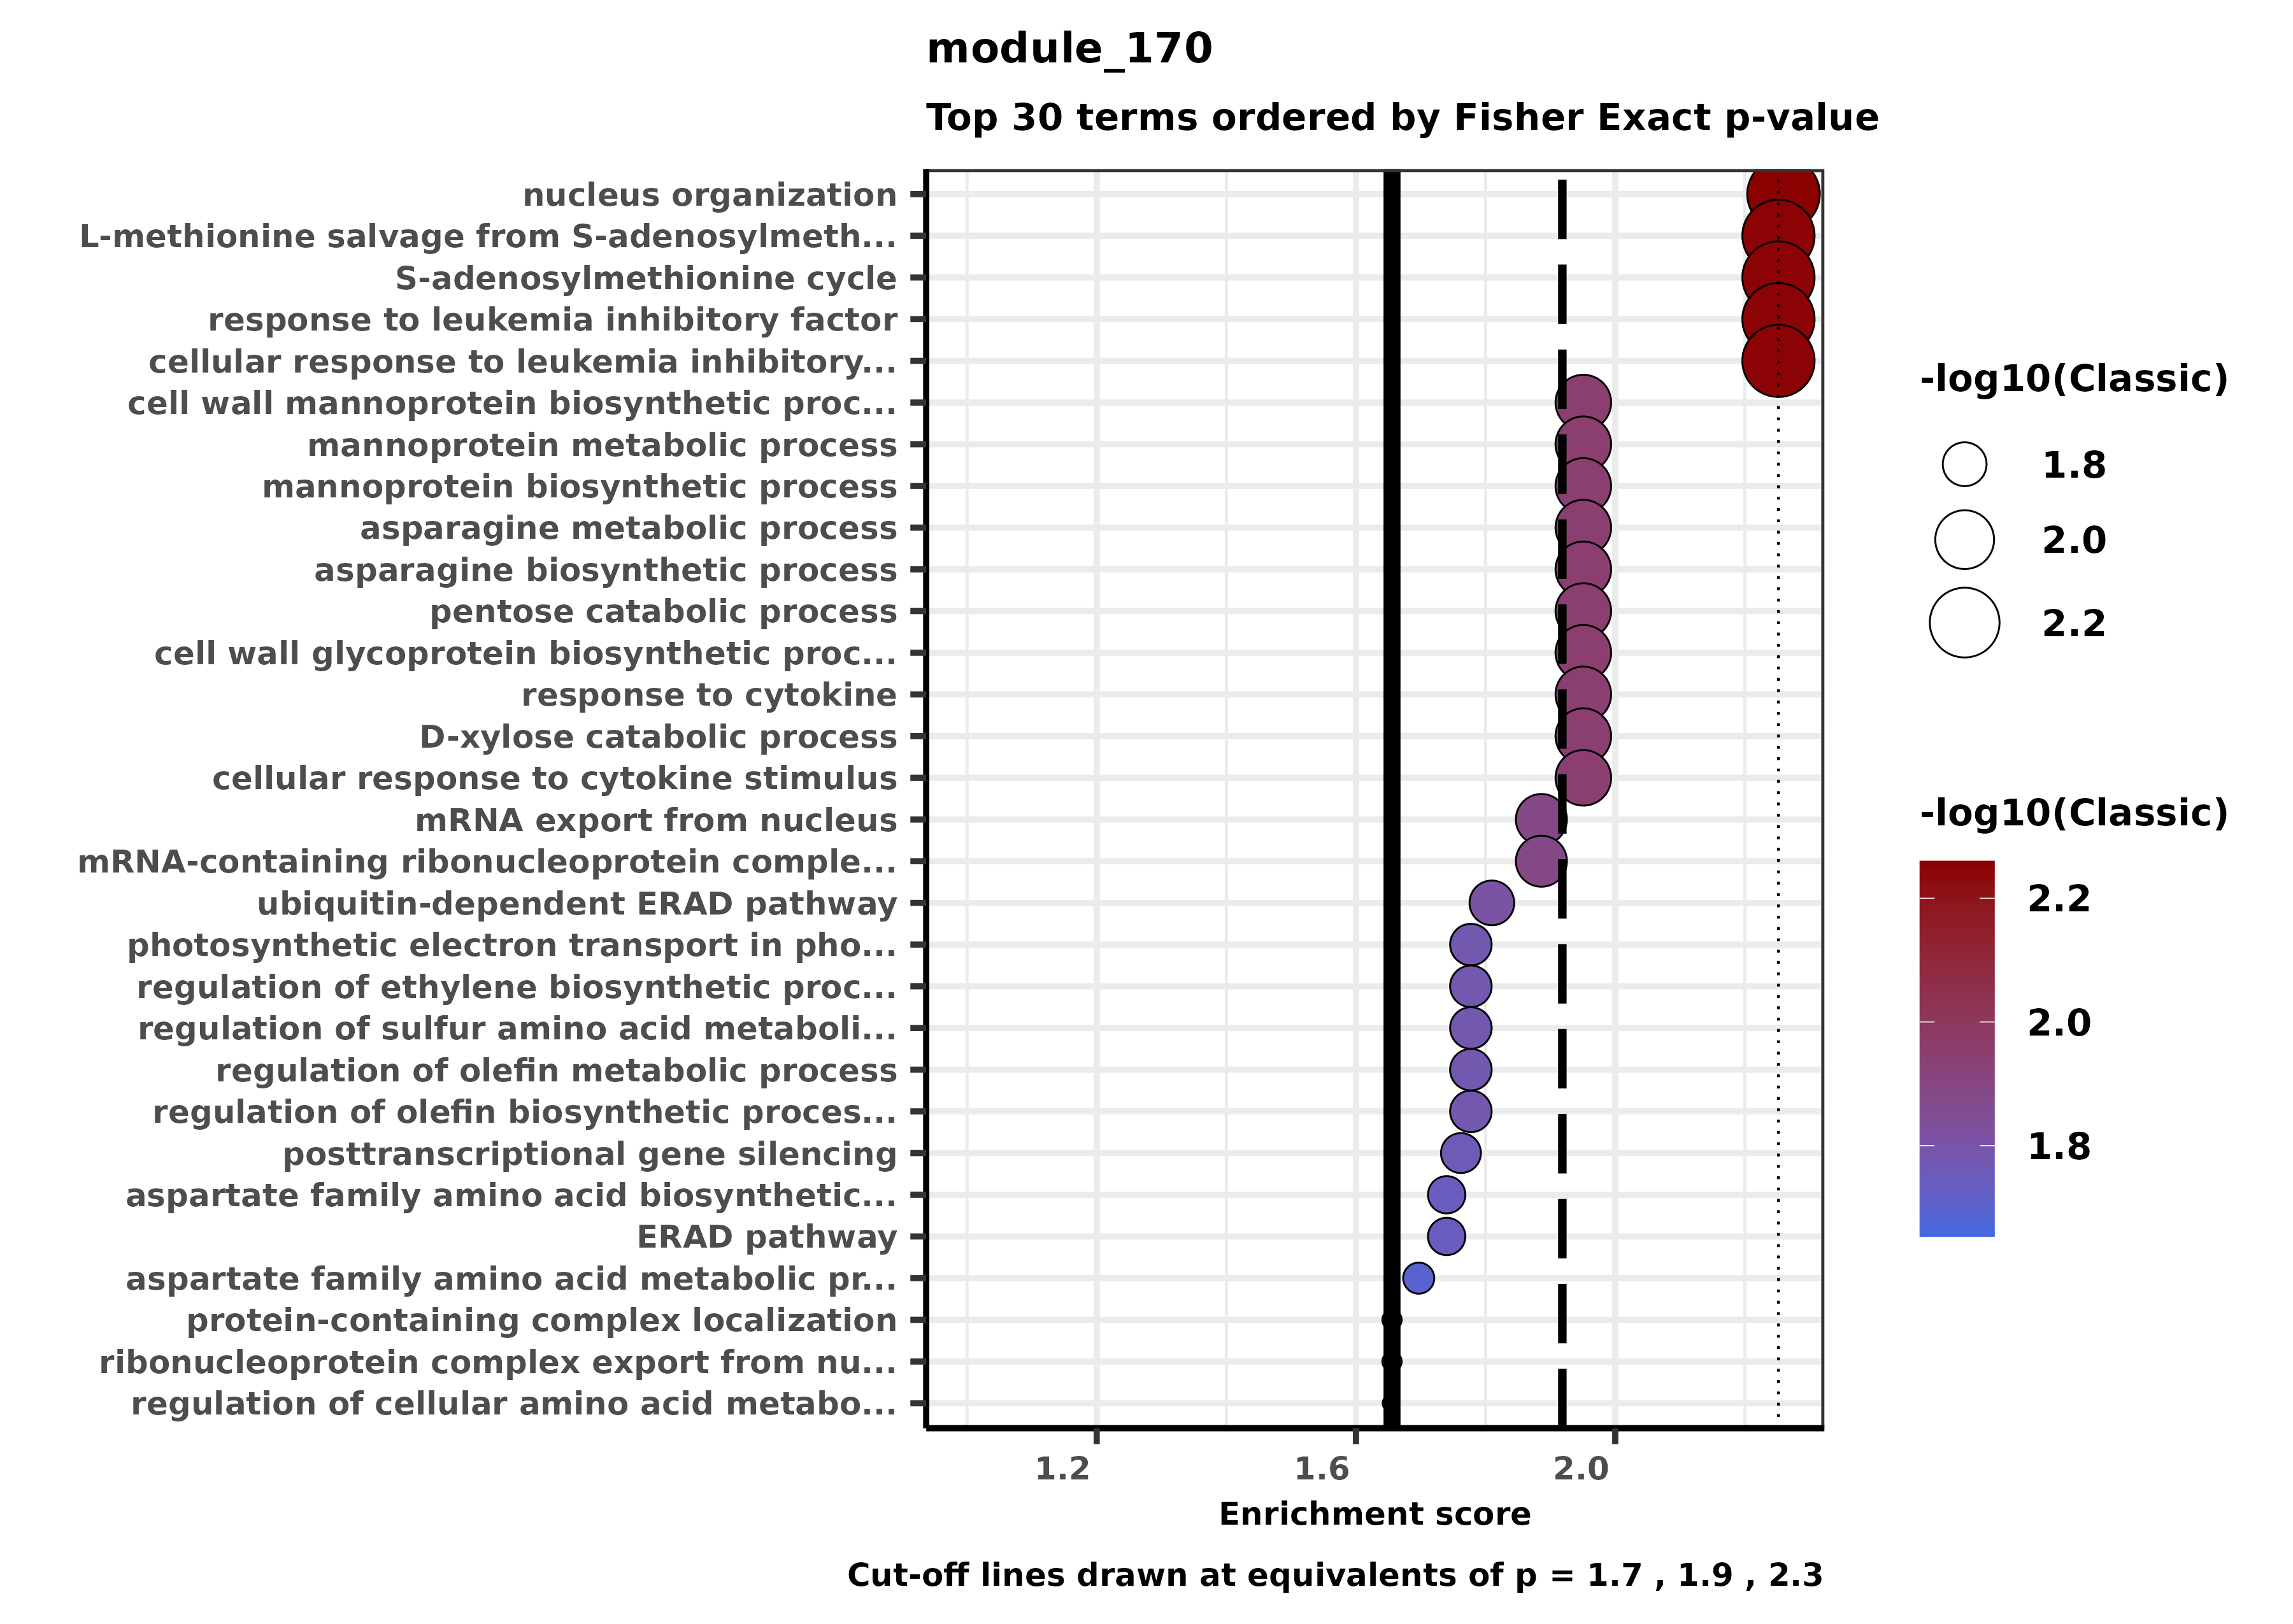 module_170
Top 30 terms ordered by Fisher Exact p-value
nucleus organization
L-methionine salvage from S-adenosylmeth...
S-adenosylmethionine cycle
response to leukemia inhibitory factor
cellular response to leukemia inhibitory...
cell wall mannoprotein biosynthetic proc...
mannoprotein metabolic process
mannoprotein biosynthetic process
asparagine metabolic process
asparagine biosynthetic process
pentose catabolic process
cell wall glycoprotein biosynthetic proc...
response to cytokine
D-xylose catabolic process
cellular response to cytokine stimulus
mRNA export from nucleus
mRNA-containing ribonucleoprotein comple...
ubiquitin-dependent ERAD pathway
photosynthetic electron transport in pho...
regulation of ethylene biosynthetic proc...
regulation of sulfur amino acid metaboli...
regulation of olefin metabolic process
regulation of olefin biosynthetic proces...
posttranscriptional gene silencing
aspartate family amino acid biosynthetic...
ERAD pathway
aspartate family amino acid metabolic pr...
protein-containing complex localization
ribonucleoprotein complex export from nu...
regulation of cellular amino acid metabo...
1.2
1.6
2.0
Enrichment score
Cut-off lines drawn at equivalents of p = 1.7 , 1.9 , 2.3
-log10(Classic)
1.8
2.0
2.2
-log10(Classic)
2.2
2.0
1.8